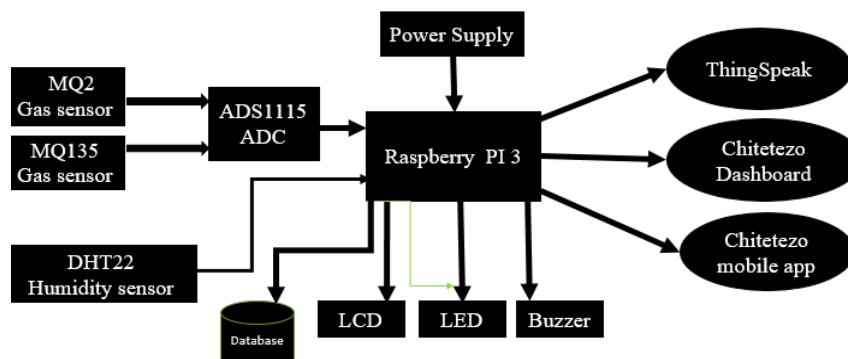 Power Supply
MQ2
Gas sensor
ADS1115
ADC
MQ135
Gas sensor
Raspberry PI 3
ThingSpeak
Chitetezo
Dashboard
Chitetezo
mobile app
DHT22
Humidity sensor
Database
LCD
LED
Buzzer